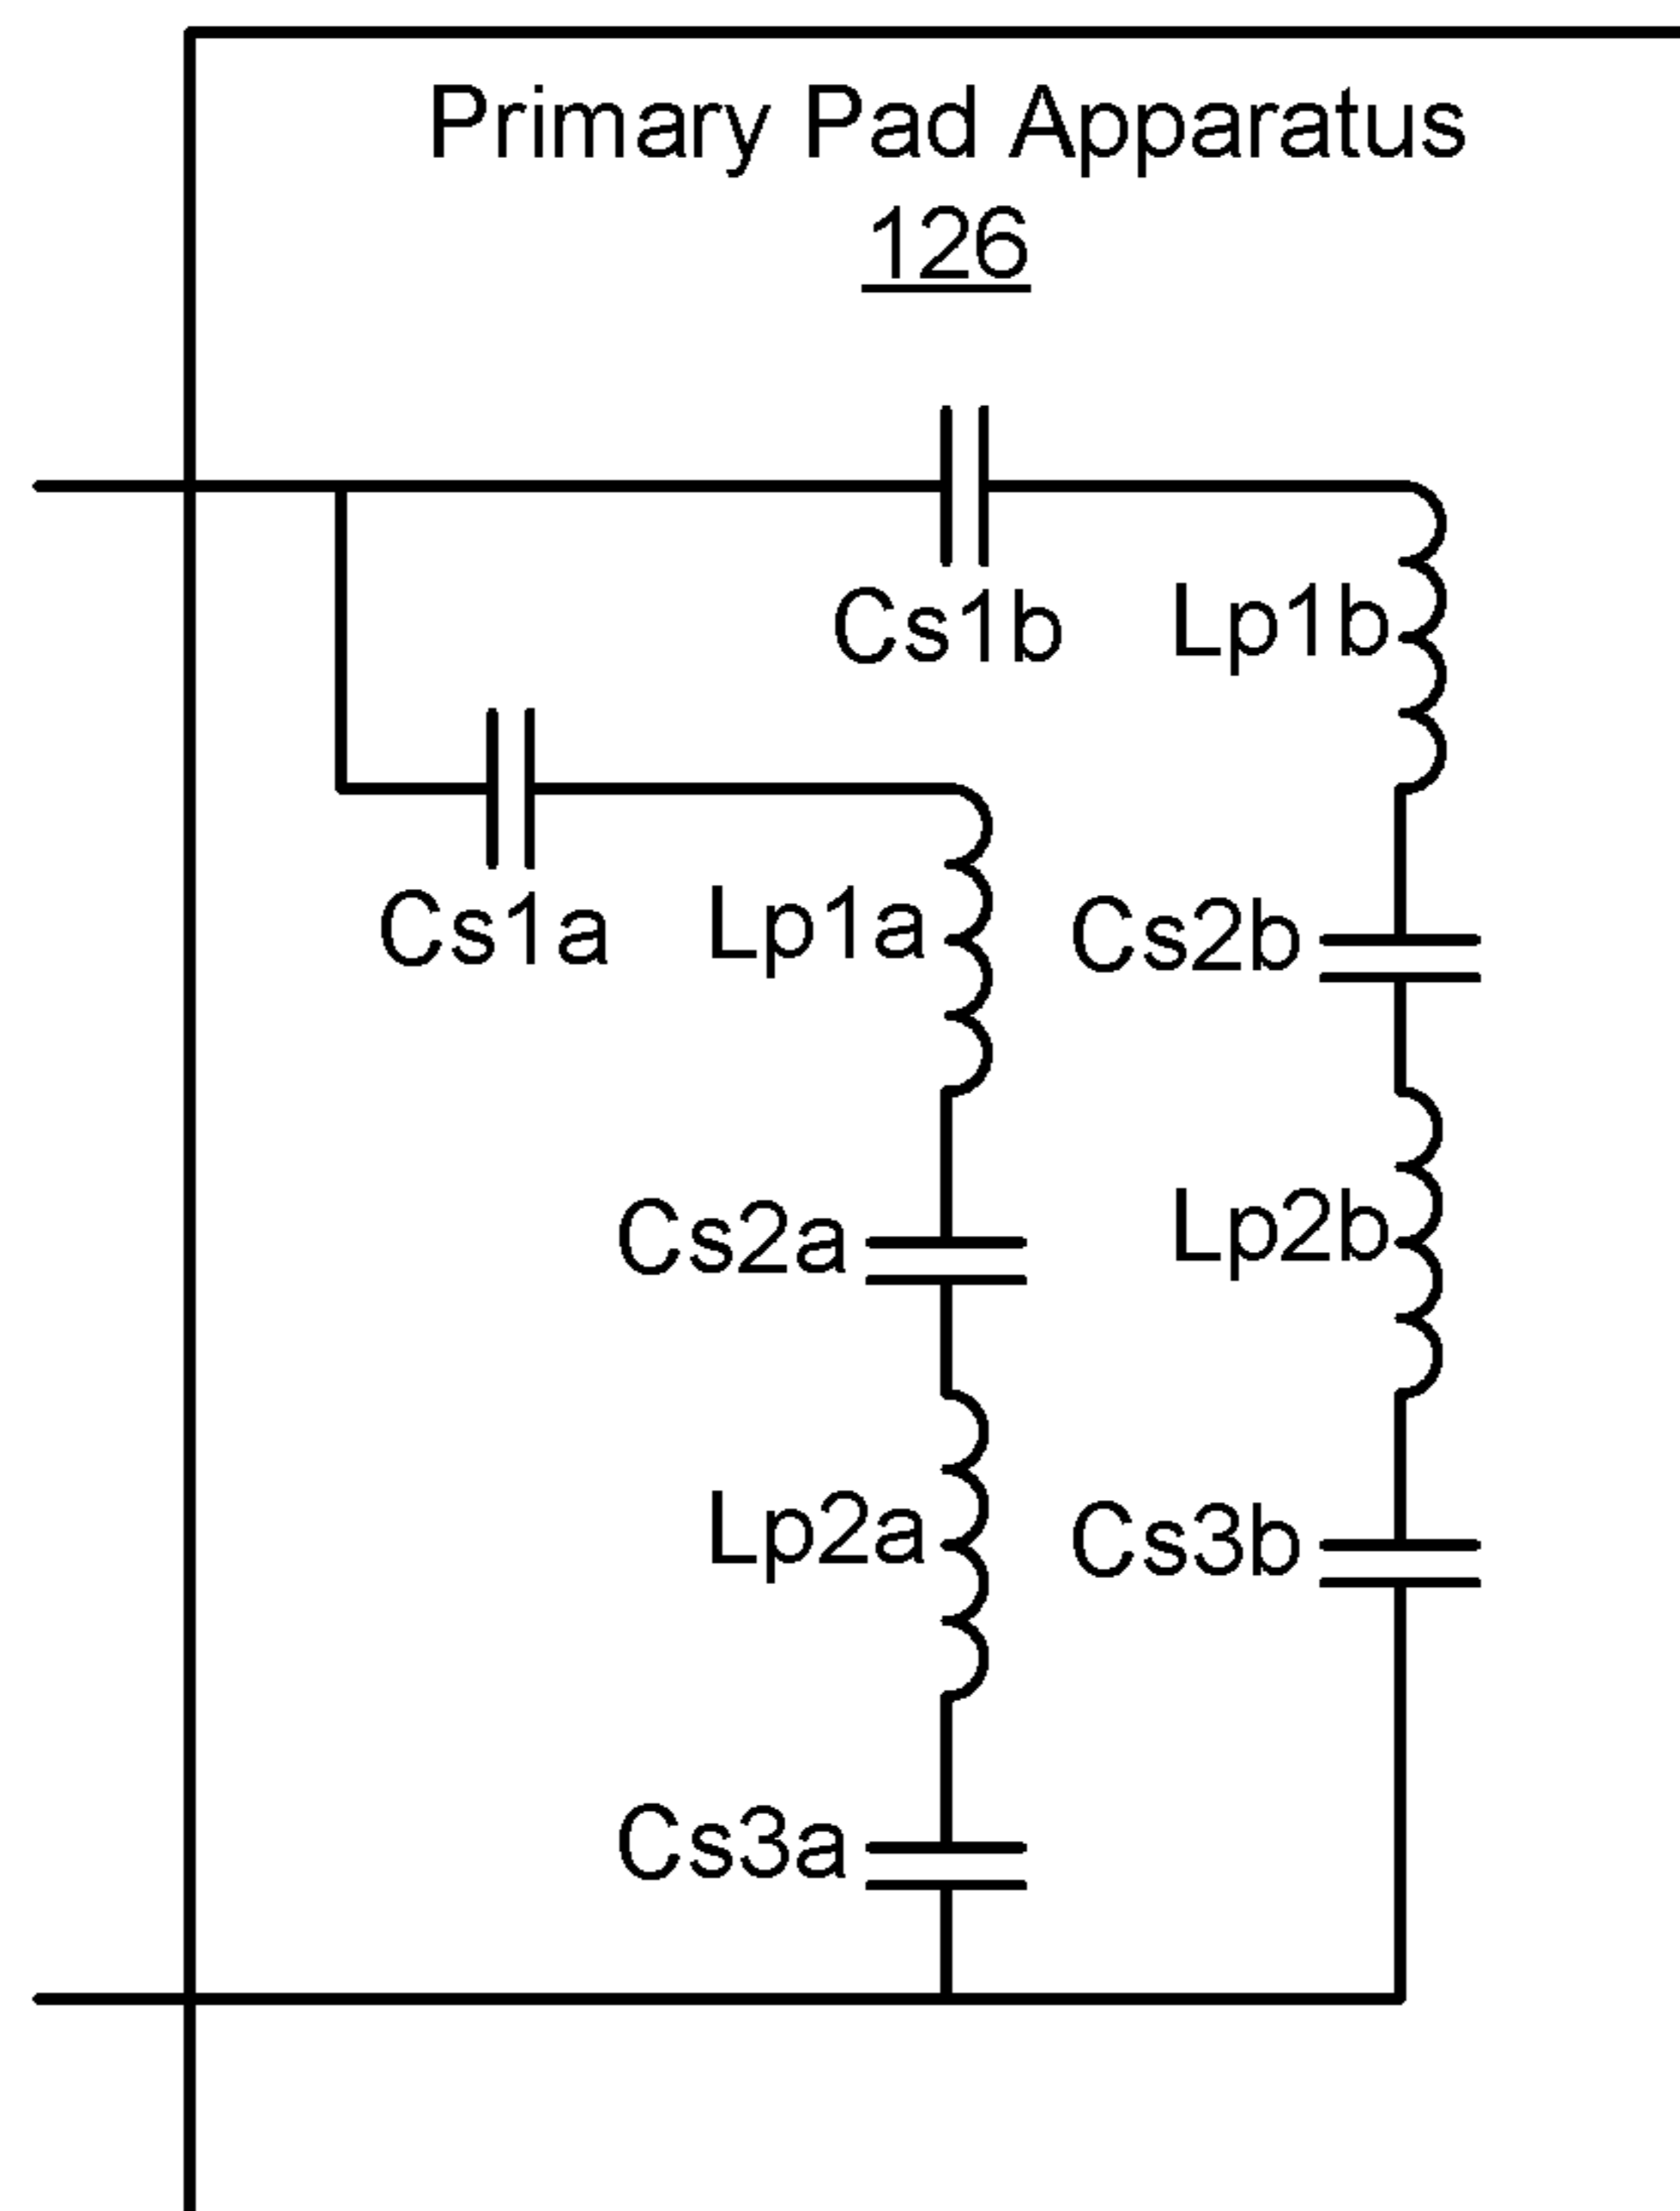 Primary Pad Apparatus
126
Cs1b
Lp1b
Cs1a
Lp1a
Cs2b
Cs2a
Lp2b
Lp2a
Cs3b
Cs3a